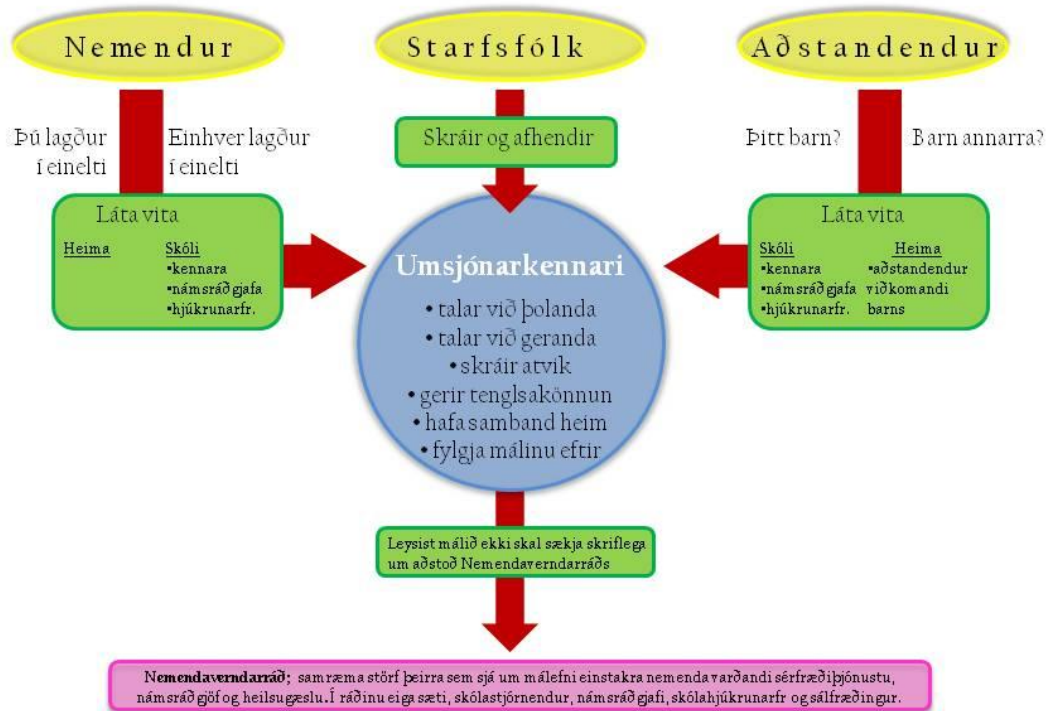 Nemendur
Starfsfólk
Aðstandendur
Þú lagður
í einelti
Einhver lagður
í einelti
Skráir og afhendir
Þitt barn?
Barn annarra?
Láta vita
Heima
Skóli
•kennara
•námsráðgjafa
•hjúkrunarfr.
Umsjónarkennari
• talar við þolanda
• talar við geranda
• skráir atvik
• gerir tenglsakönnun
• hafa samband heim
• fylgja málinu eftir
Láta vita
Skóli
•kennara
•námsráðgjafa
•hjúkrunarfr.
Heima
•aðstandendur
viðkomandi
barns
Leysist málið ekki skal sækja skriflega
um aðstoð Nemendaverndarráðs
Nemendaverndarráð; samræma störf þeirra sem sjá um málefni einstakra nemenda varðandi sérfræðiþjónustu,
námsráðgjöf og heilsugæslu. Í ráðinu eiga sæti, skólastjórnendur, námsráðgjafi, skólahjúkrunarfr og sálfræðingur.